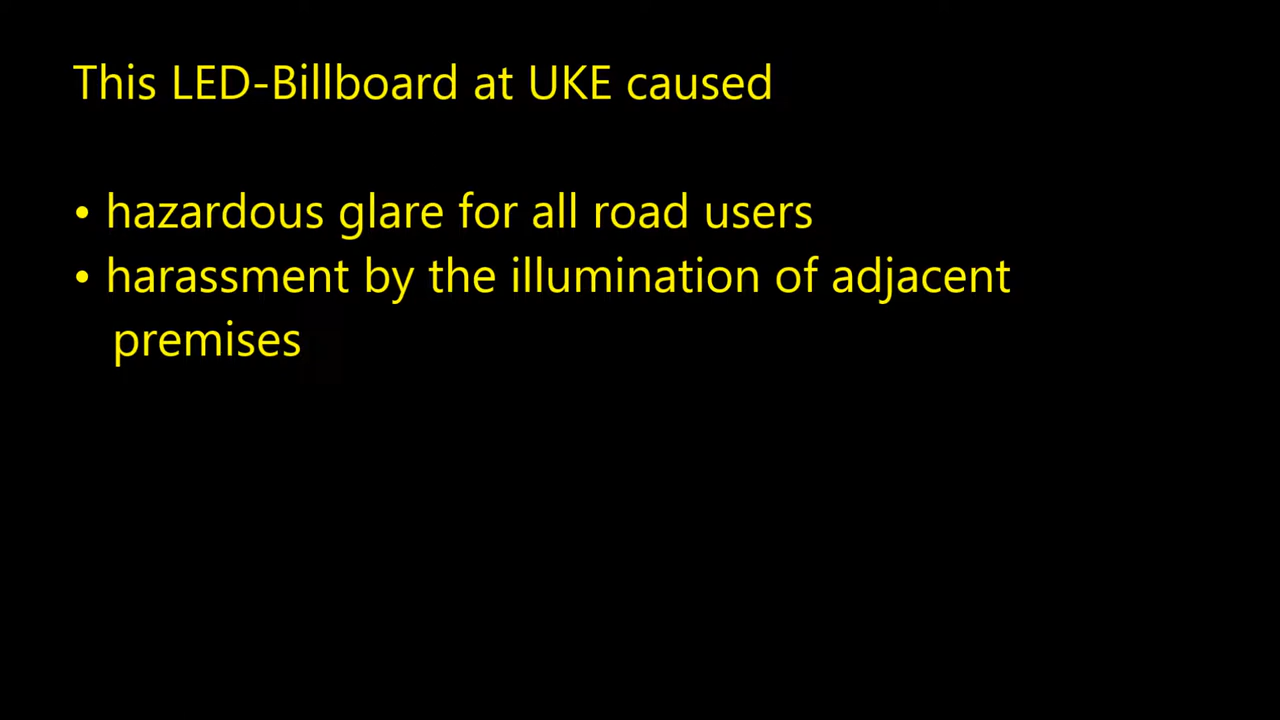 This LED-Billboard at UKE caused
• hazardous glare for all road users
• harassment by the illumination of adjacent
premises